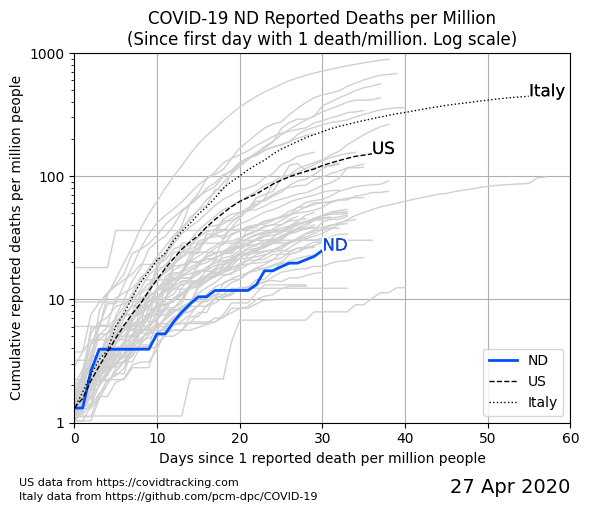 COVID-19 ND Reported Deaths per Million
(Since first day with 1 death/million. Log scale)
Cumulative reported deaths per million people
1000
100
10
1
Italy
US
ND
ND
US
Italy
0 10 20 30 40 50 60
Days since 1 reported death per million people
US data from https://covidtracking.com
Italy data from https://github.com/pcm-dpc/COVID-19
27 Apr 2020